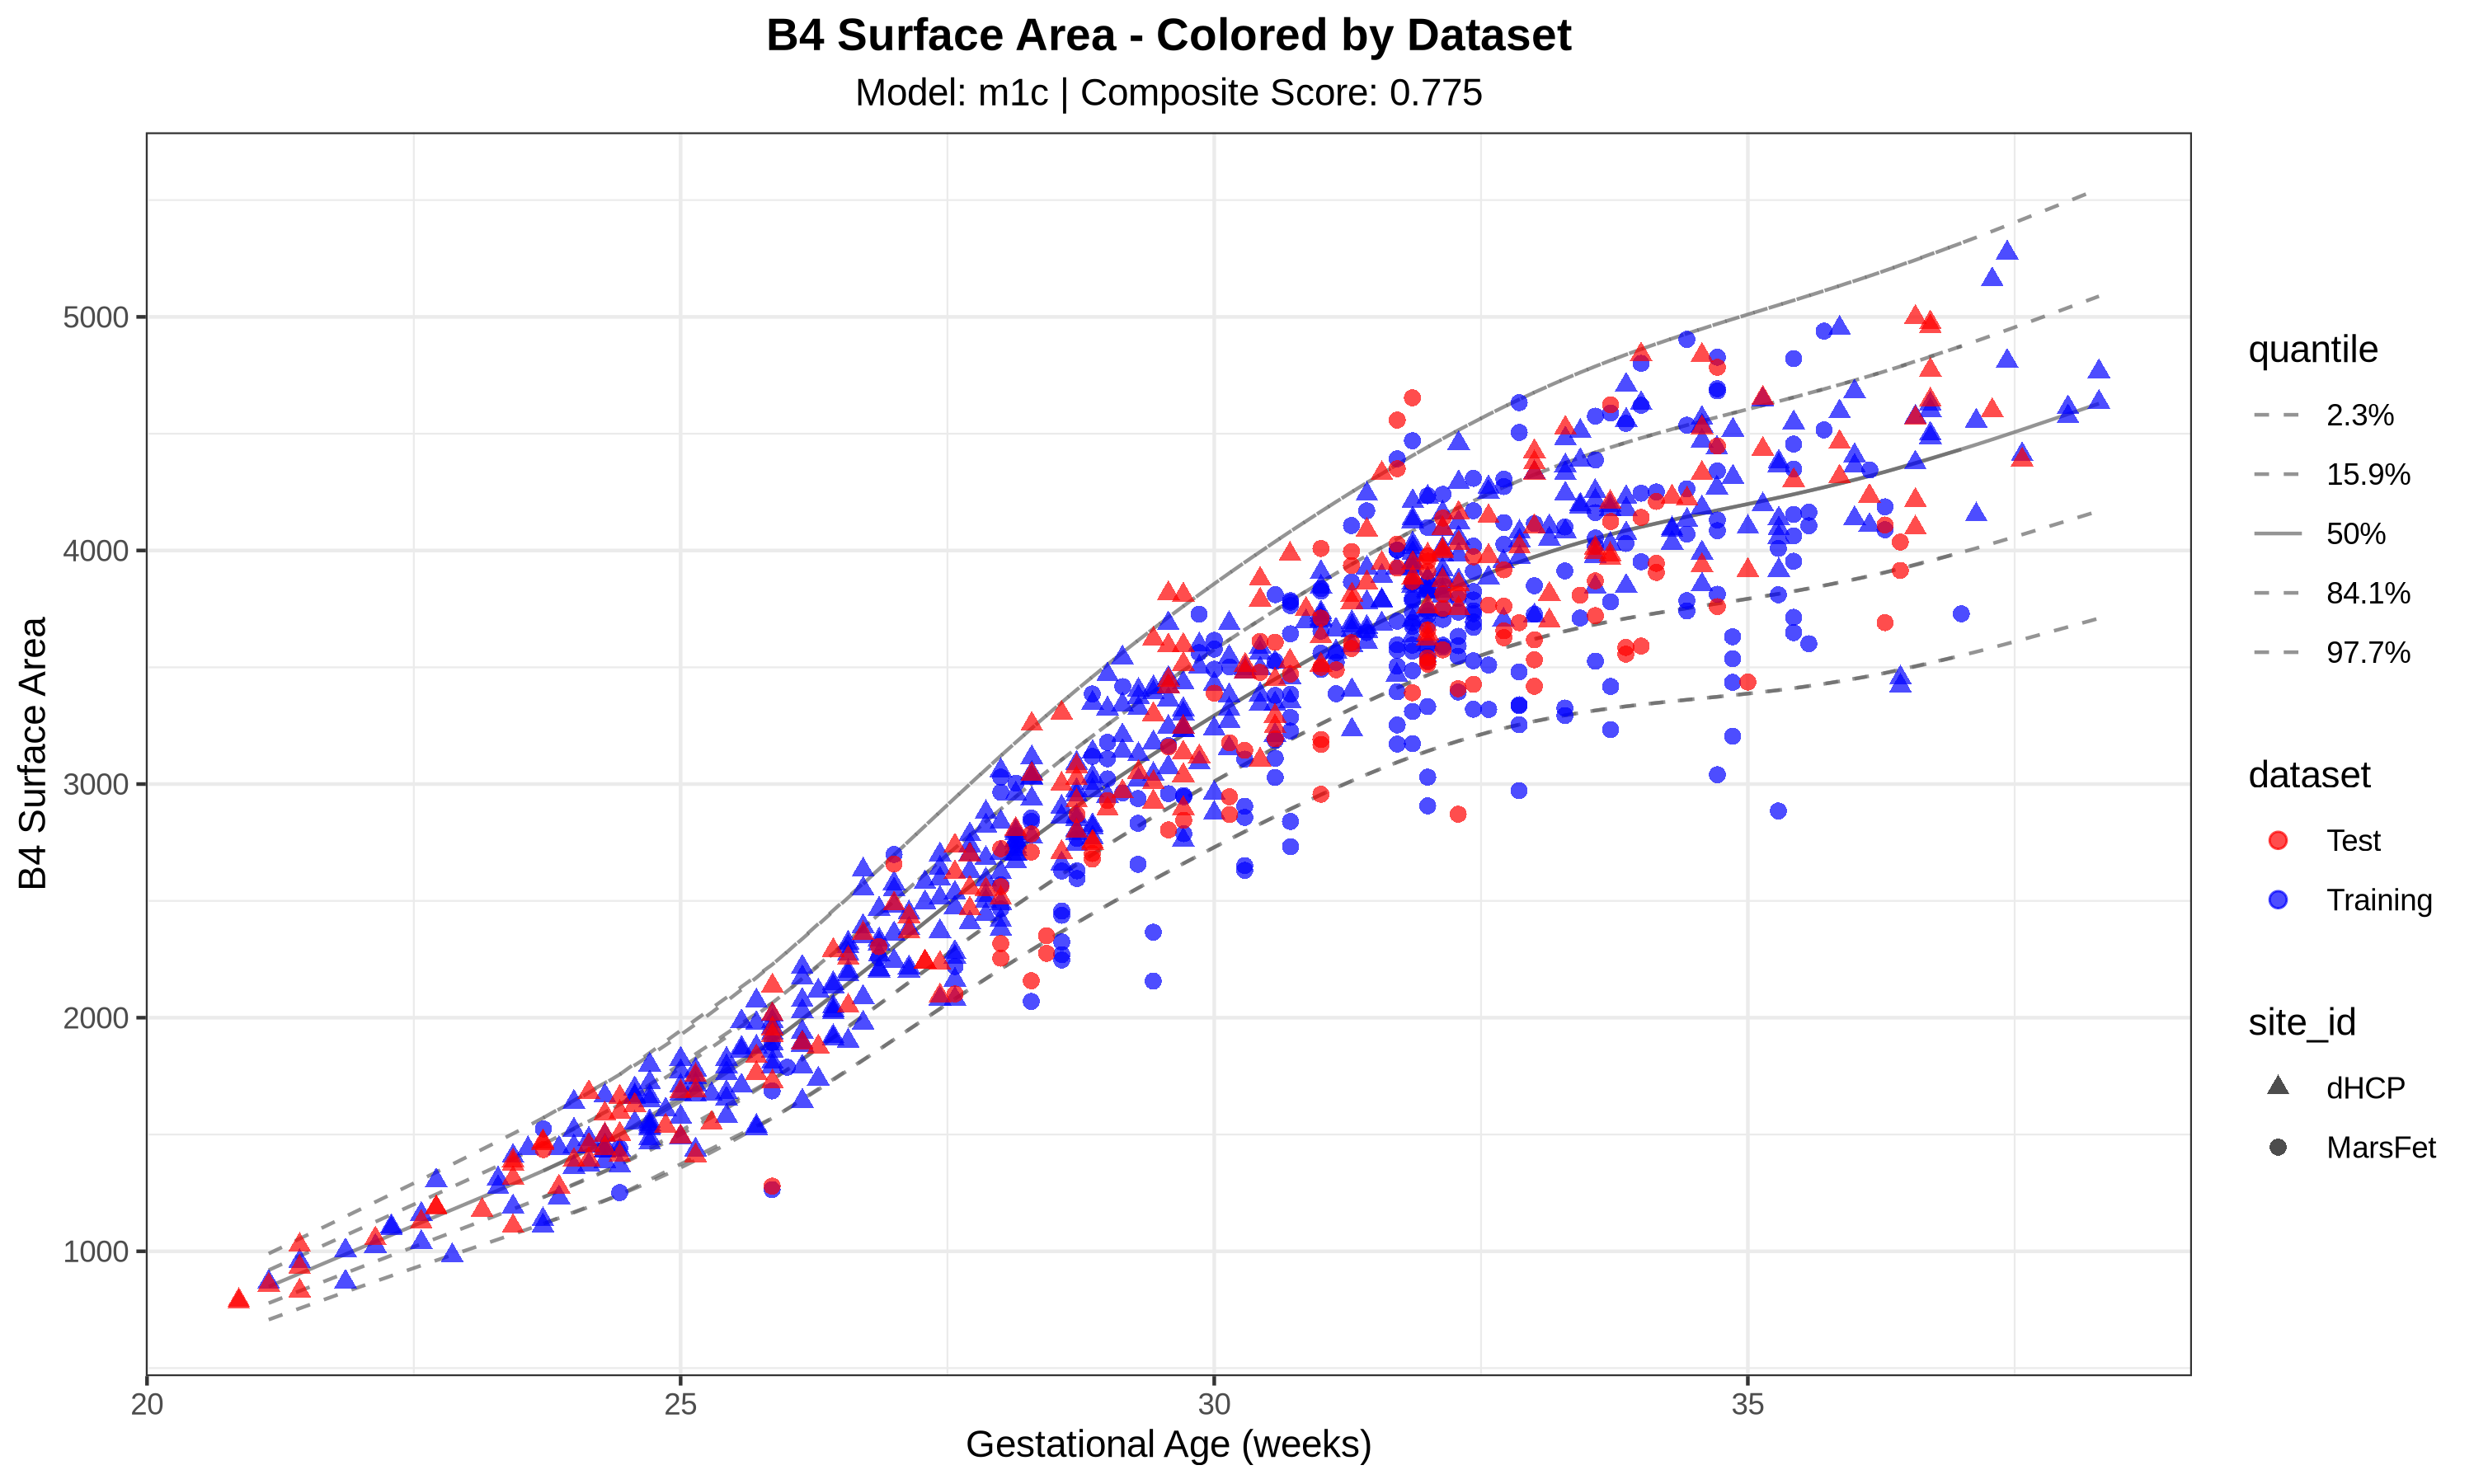 B4 Surface Area - Colored by Dataset
Model: m1c | Composite Score: 0.775
B4 Surface Area
5000
4000
3000
2000
1000
20
25
30
35
Gestational Age (weeks)
quantile
2.3%
15.9%
50%
84.1%
97.7%
dataset
Test
Training
site_id
dHCP
MarsFet